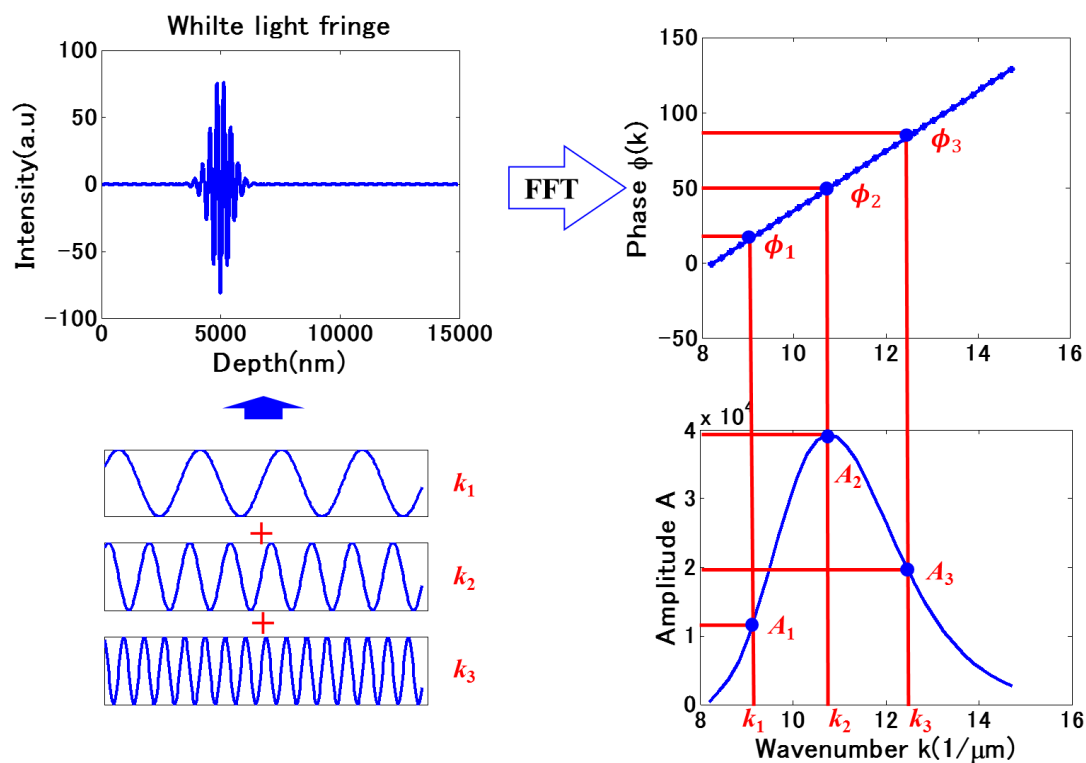 Whilte light fringe
Intensity(a.u)
100
50
0
−50
−100
0 5000 10000 15000
Depth(nm)
FFT
Phase ϕ(k)
150
100
50
0
−50
8 10 12 14 16
ϕ1
ϕ2
ϕ3
k1
+
k2
+
k3
x 10^4
Amplitude A
4
3
2
1
0
A1
A2
A3
8 k1 10 k2 12 k3 14 16
Wavenumber k(1/μm)